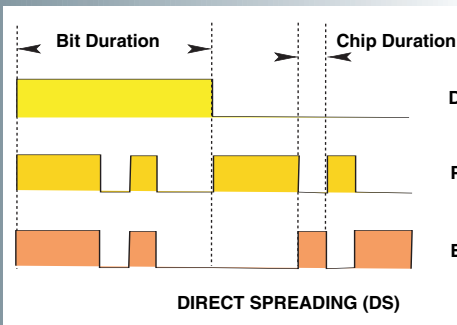 Bit Duration
Chip Duration
D
P
E
DIRECT SPREADING (DS)